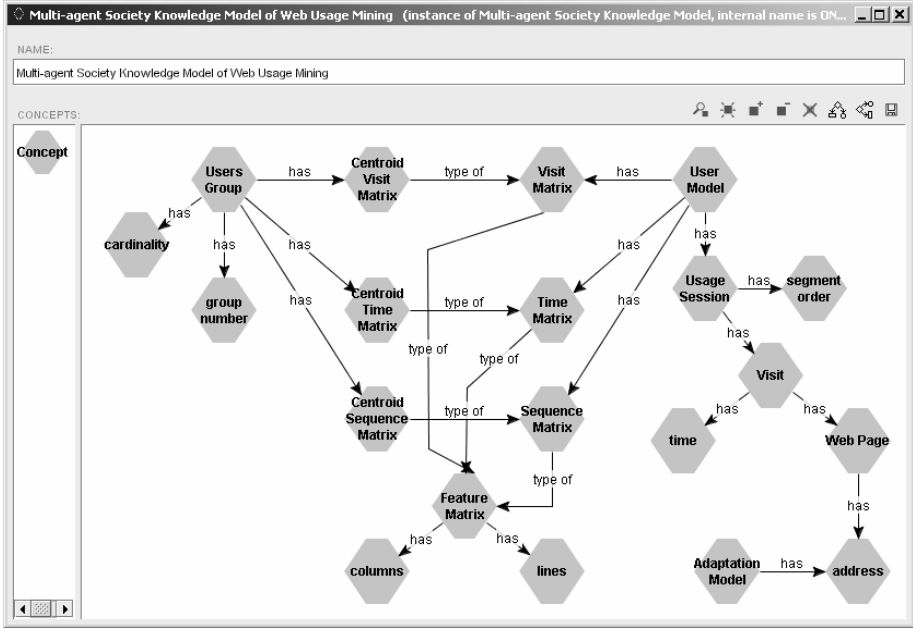 Multi-agent Society Knowledge Model of Web Usage Mining   (instance of Multi-agent Society Knowledge Model, internal name is ON...
NAME:
Multi-agent Society Knowledge Model of Web Usage Mining
CONCEPTS:
Concept
Users
Group
has
Centroid
Visit
Matrix
type of
Visit
Matrix
has
User
Model
has
cardinality
has
group
number
has
has
Centroid
Time
Matrix
type of
Time
Matrix
has
has
has
Usage
Session
has
segment
order
type of
type of
has
Visit
Centroid
Sequence
Matrix
type of
Sequence
Matrix
has
time
has
Web Page
type of
Feature
Matrix
has
columns
has
lines
has
Adaptation
Model
has
address